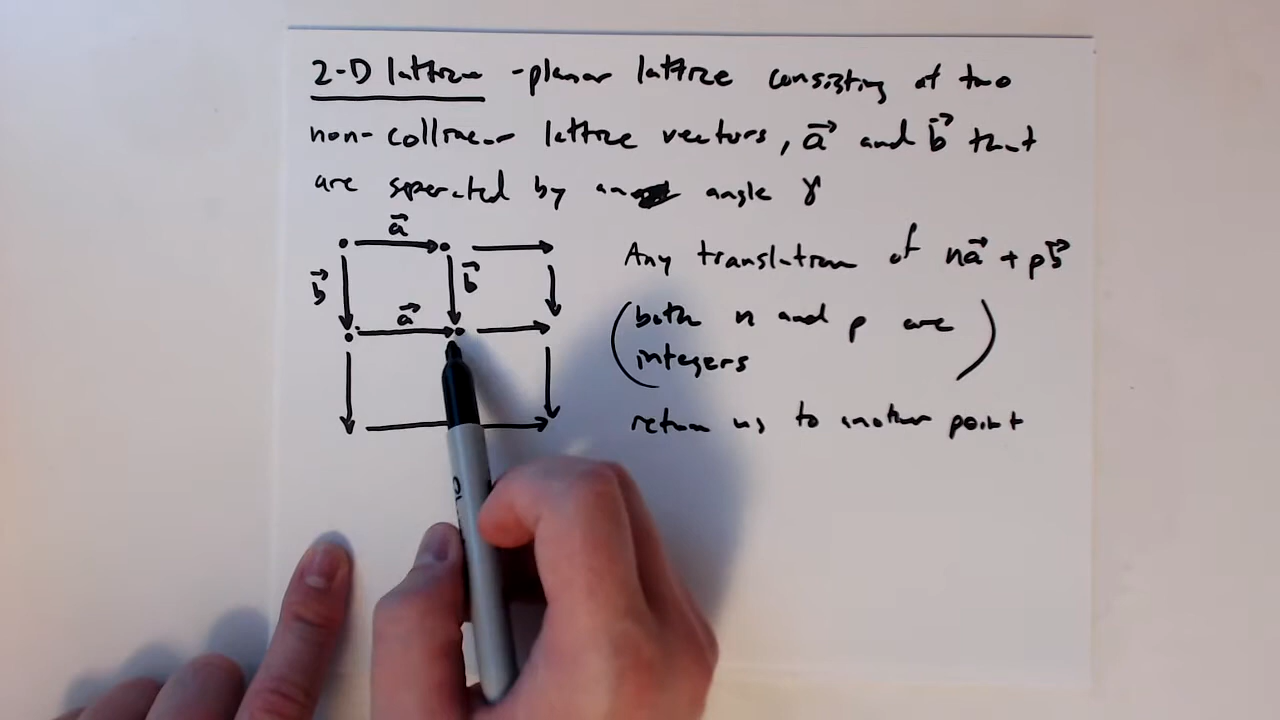 2-D lattice - planar lattice consisting of two
non-collinear lattice vectors, a⃗ and b⃗ that
are seperated by an angle γ
a⃗
b⃗ b⃗
a⃗
Any translation of na⃗ + pb⃗
(both n and p are
integers)
return us to another point